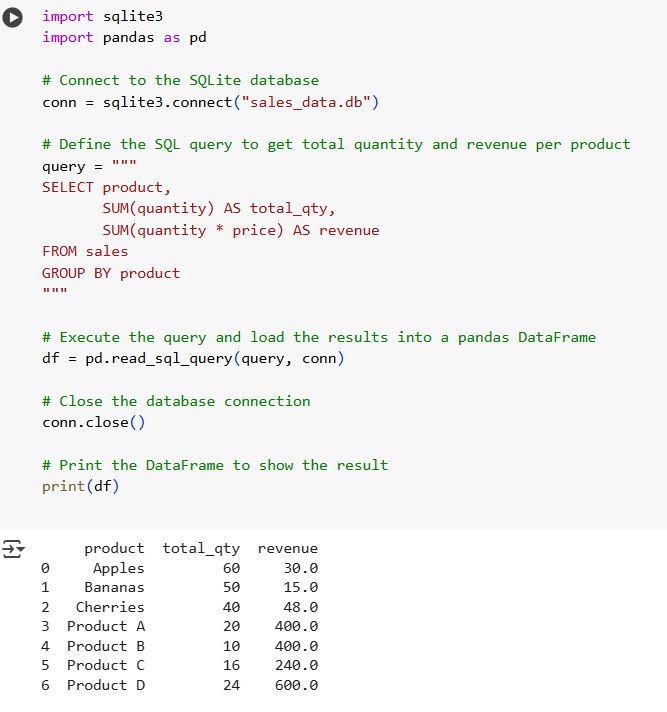 import sqlite3
import pandas as pd
# Connect to the SQLite database
conn = sqlite3.connect("sales_data.db")
# Define the SQL query to get total quantity and revenue per product
query = """
SELECT product,
       SUM(quantity) AS total_qty,
       SUM(quantity * price) AS revenue
FROM sales
GROUP BY product
"""
# Execute the query and load the results into a pandas DataFrame
df = pd.read_sql_query(query, conn)
# Close the database connection
conn.close()
# Print the DataFrame to show the result
print(df)
     product  total_qty  revenue
0     Apples         60     30.0
1    Bananas         50     15.0
2   Cherries         40     48.0
3  Product A         20    400.0
4  Product B         10    400.0
5  Product C         16    240.0
6  Product D         24    600.0